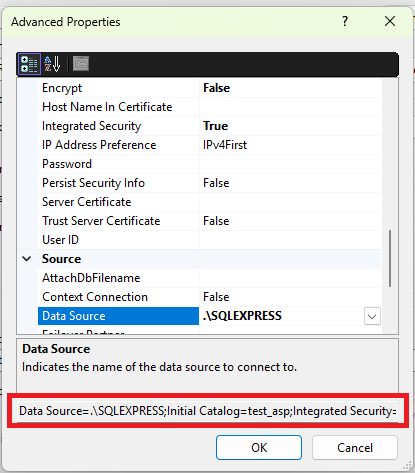 Advanced Properties
Encrypt False
Host Name In Certificate
Integrated Security True
IP Address Preference IPv4First
Password
Persist Security Info False
Server Certificate
Trust Server Certificate False
User ID
Source
AttachDbFilename
Context Connection False
Data Source .\SQLEXPRESS
Data Source
Indicates the name of the data source to connect to.
Data Source=.\SQLEXPRESS;Initial Catalog=test_asp;Integrated Security=
OK Cancel